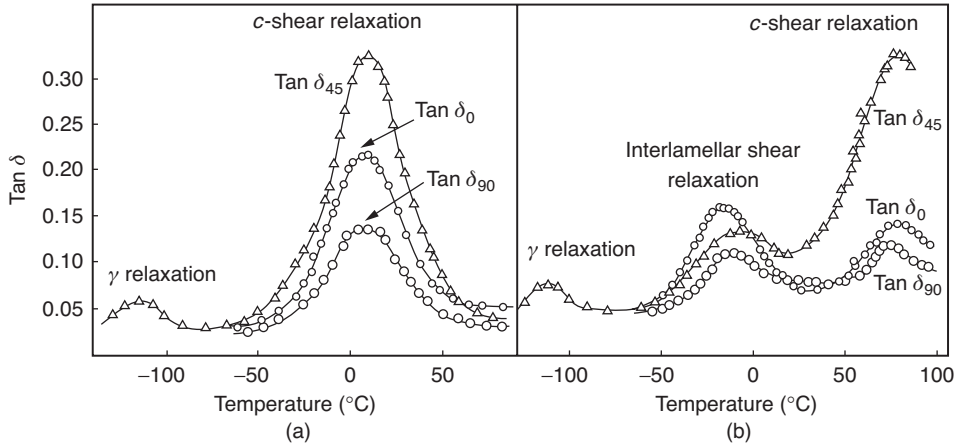 c-shear relaxation
Tan δ45
Tan δ0
Tan δ90
γ relaxation
Tan δ
0.30
0.25
0.20
0.15
0.10
0.05
−100
−50
0
50
Temperature (°C)
(a)
c-shear relaxation
Tan δ45
Interlamellar shear
relaxation
Tan δ0
γ relaxation
Tan δ90
−100
−50
0
50
100
Temperature (°C)
(b)